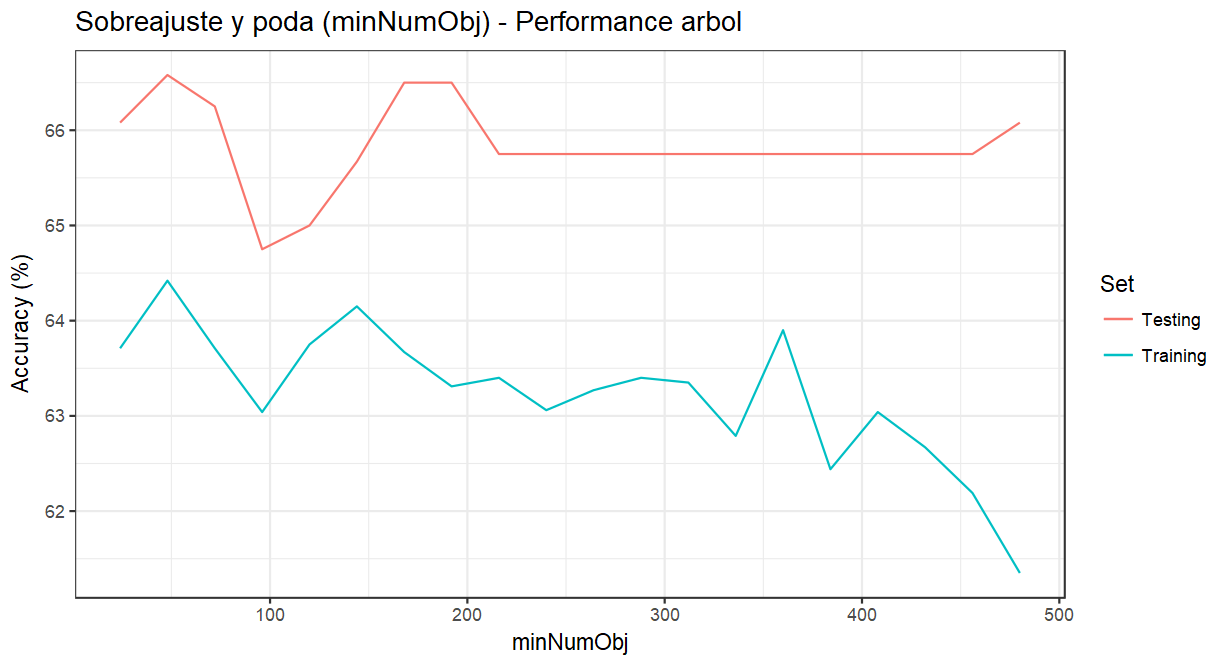 Sobreajuste y poda (minNumObj) - Performance arbol
Accuracy (%)
66
65
64
63
62
100
200
300
400
500
minNumObj
Set
Testing
Training